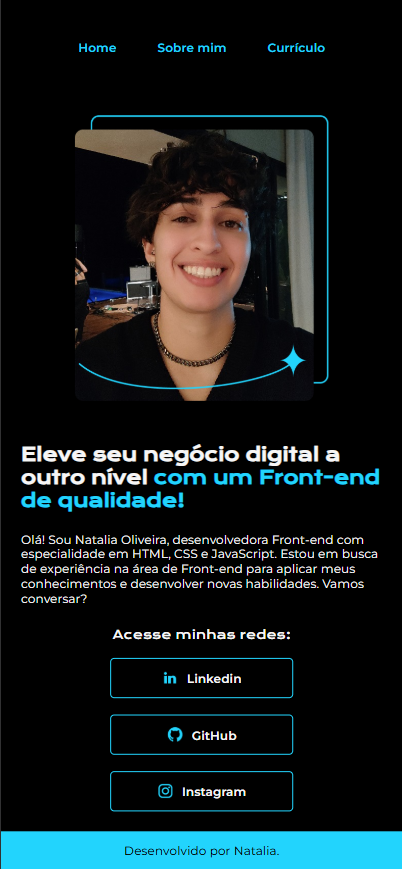 Home Sobre mim Currículo
Eleve seu negócio digital a
outro nível com um Front-end
de qualidade!
Olá! Sou Natalia Oliveira, desenvolvedora Front-end com
especialidade em HTML, CSS e JavaScript. Estou em busca
de experiência na área de Front-end para aplicar meus
conhecimentos e desenvolver novas habilidades. Vamos
conversar?
Acesse minhas redes:
Linkedin
GitHub
Instagram
Desenvolvido por Natalia.